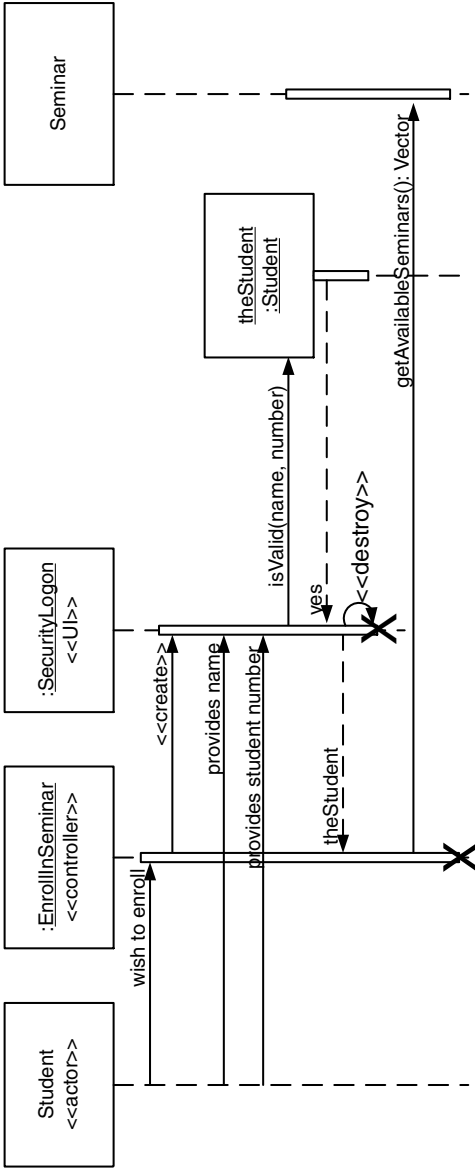 Student
<<actor>>
:EnrollInSeminar
<<controller>>
:SecurityLogon
<<UI>>
theStudent
:Student
Seminar
wish to enroll
<<create>>
provides name
provides student number
isValid(name, number)
yes
theStudent
<<destroy>>
getAvailableSeminars(): Vector